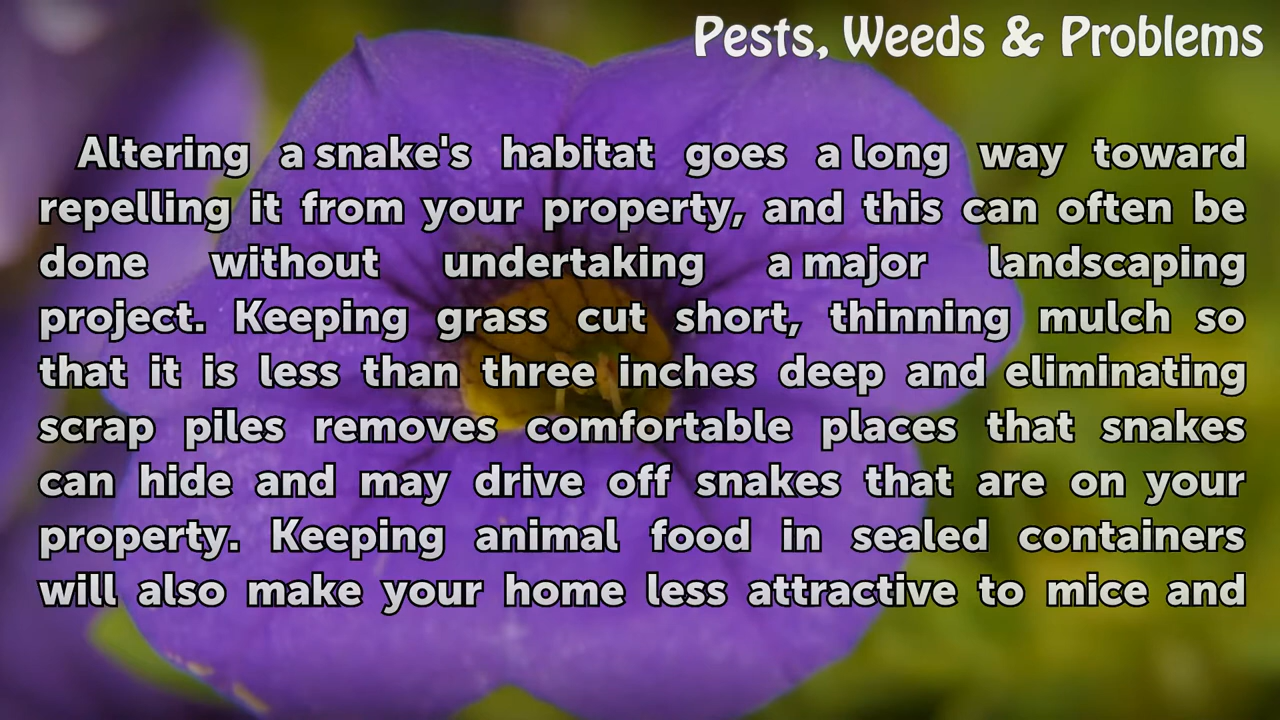 Pests, Weeds & Problems
Altering a snake's habitat goes a long way toward
repelling it from your property, and this can often be
done without undertaking a major landscaping
project. Keeping grass cut short, thinning mulch so
that it is less than three inches deep and eliminating
scrap piles removes comfortable places that snakes
can hide and may drive off snakes that are on your
property. Keeping animal food in sealed containers
will also make your home less attractive to mice and